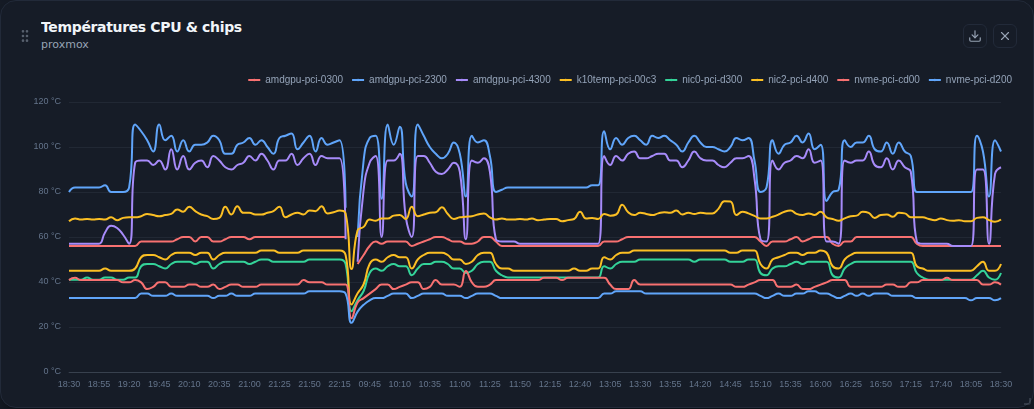 Températures CPU & chips
proxmox
amdgpu-pci-0300 amdgpu-pci-2300 amdgpu-pci-4300 k10temp-pci-00c3 nic0-pci-d300 nic2-pci-d400 nvme-pci-cd00 nvme-pci-d200
120 °C
100 °C
80 °C
60 °C
40 °C
20 °C
0 °C
18:30 18:55 19:20 19:45 20:10 20:35 21:00 21:25 21:50 22:15 09:45 10:10 10:35 11:00 11:25 11:50 12:15 12:40 13:05 13:30 13:55 14:20 14:45 15:10 15:35 16:00 16:25 16:50 17:15 17:40 18:05 18:30